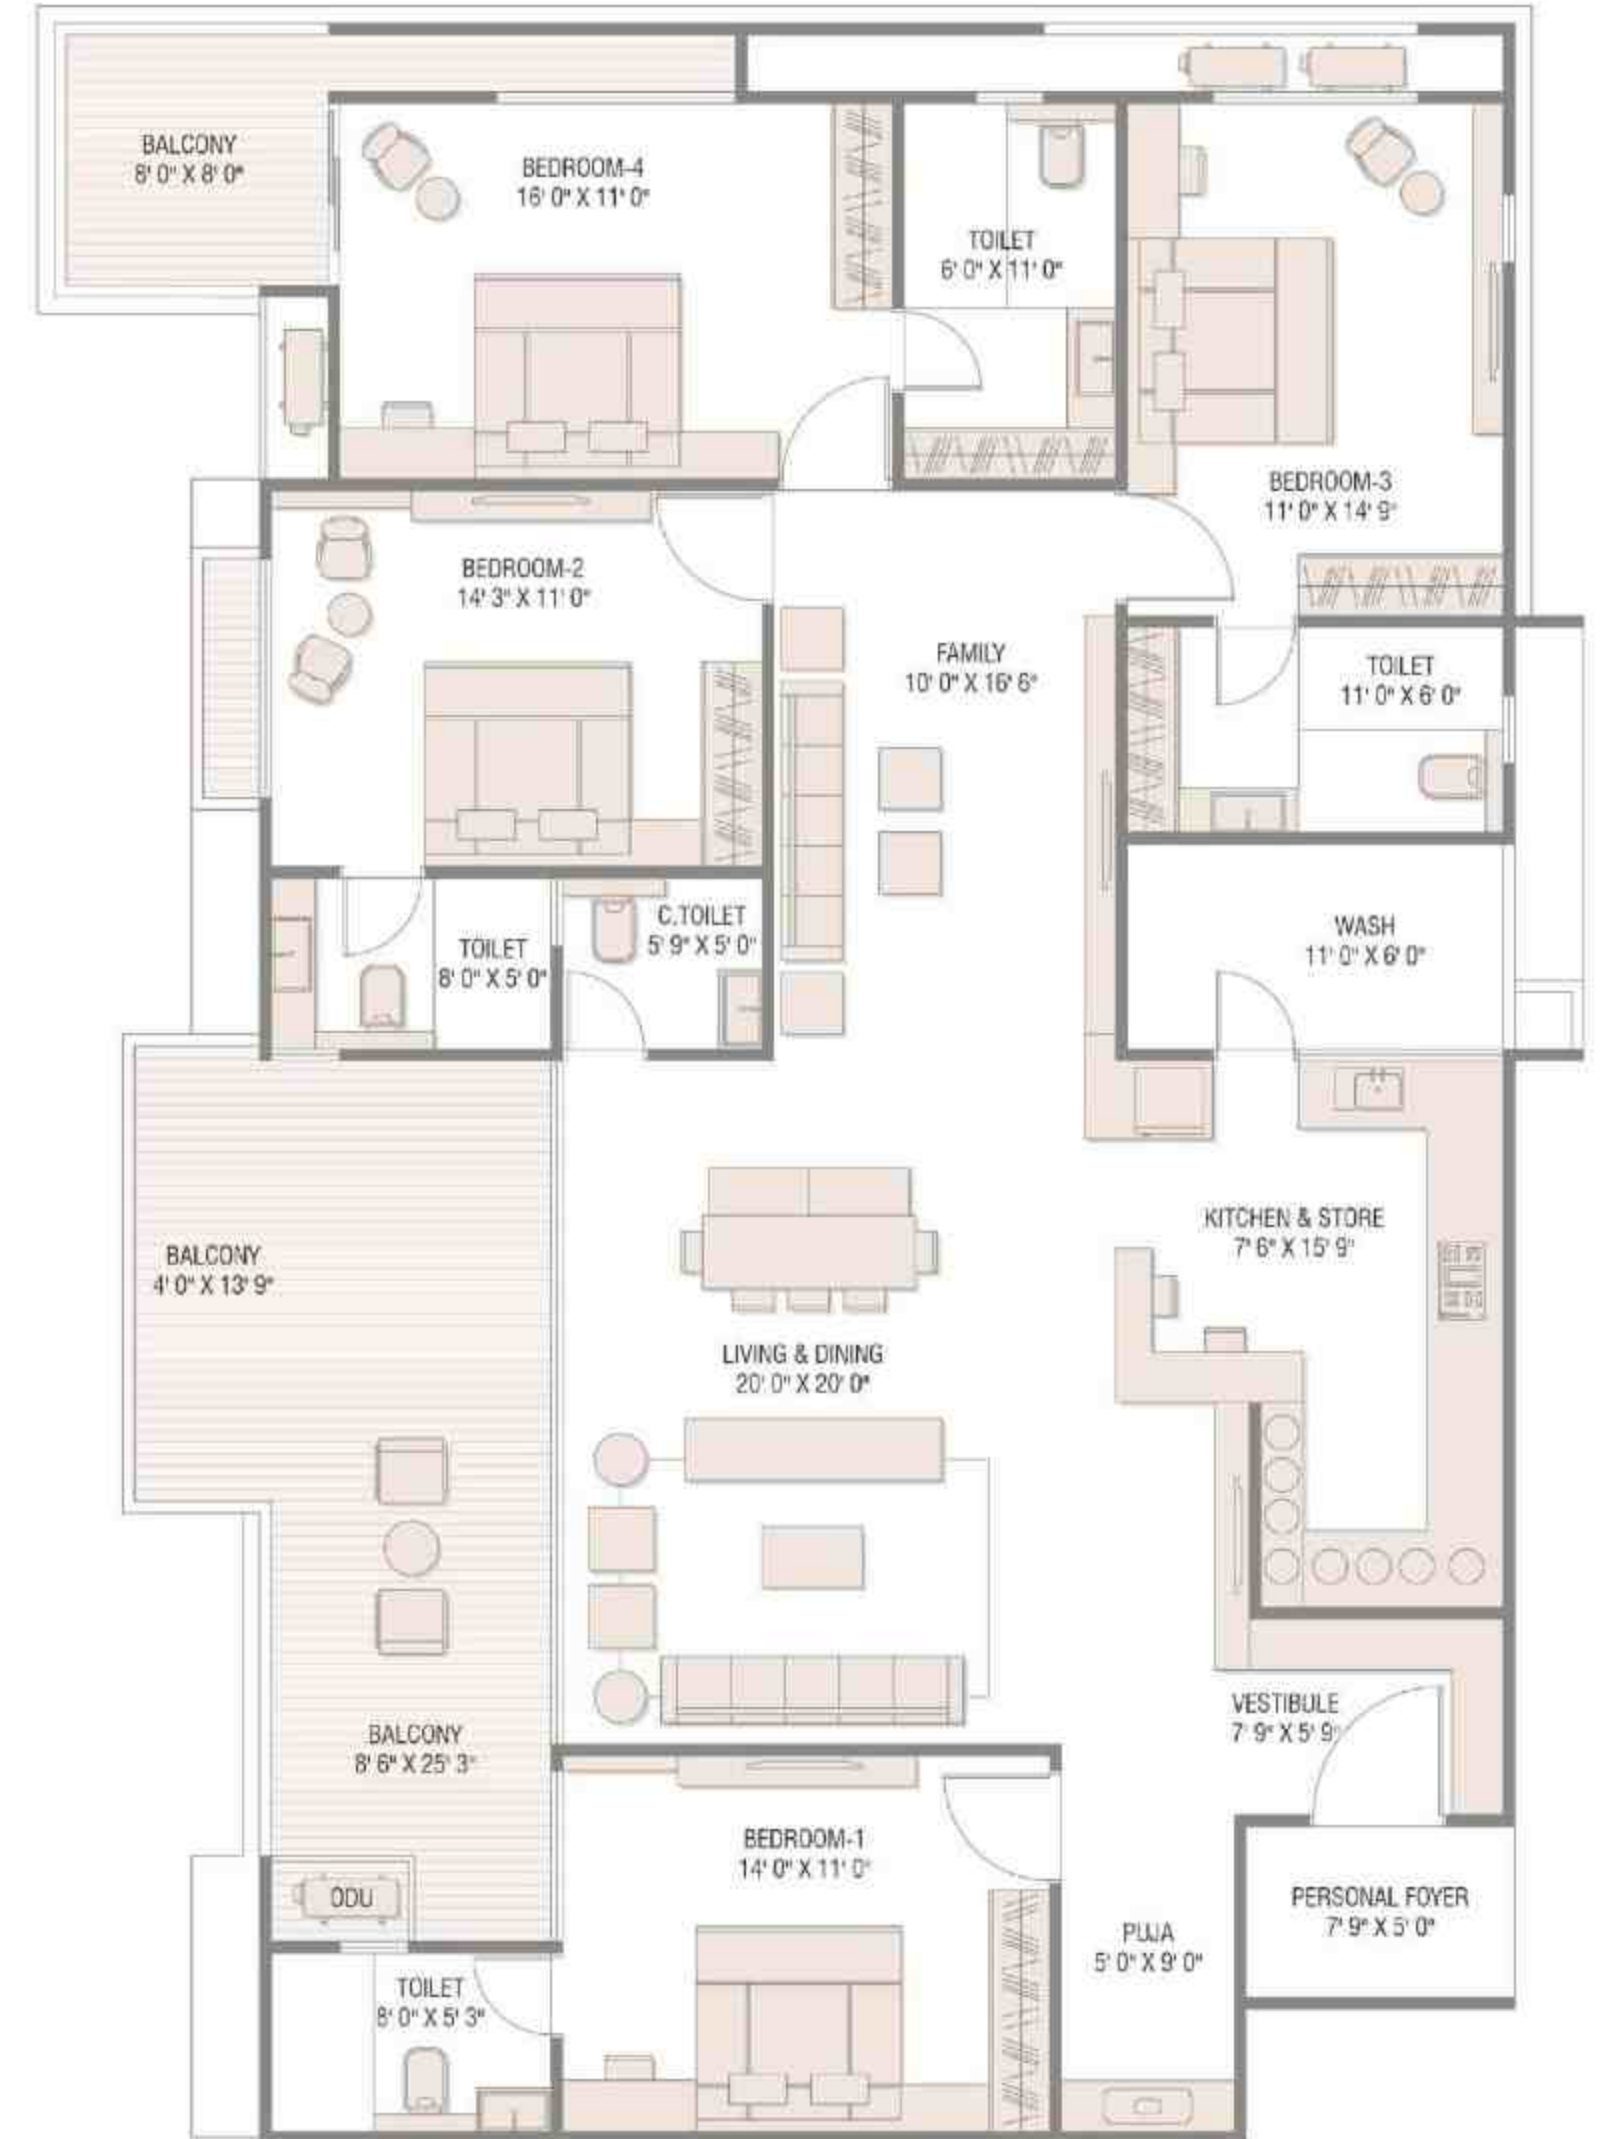 BALCONY
8' 0" X 8' 0"
BEDROOM-4
16' 0" X 11' 0"
TOILET
6' 0" X 11' 0"
BEDROOM-3
11' 0" X 14' 9"
BEDROOM-2
14' 3" X 11' 0"
FAMILY
10' 0" X 16' 6"
TOILET
11' 0" X 6' 0"
C.TOILET
5' 9" X 5' 0"
TOILET
8' 0" X 5' 0"
WASH
11' 0" X 6' 0"
KITCHEN & STORE
7' 6" X 15' 9"
BALCONY
4' 0" X 13' 9"
LIVING & DINING
20' 0" X 20' 0"
VESTIBULE
7' 9" X 5' 9"
BALCONY
8' 6" X 25' 3"
BEDROOM-1
14' 0" X 11' 0"
ODU
PERSONAL FOYER
7' 9" X 5' 0"
PUJA
5' 0" X 9' 0"
TOILET
8' 0" X 5' 3"